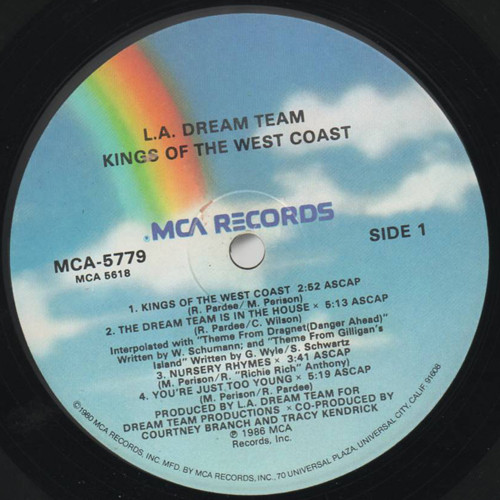 L.A. DREAM TEAM
KINGS OF THE WEST COAST
MCA RECORDS
MCA-5779
MCA 5618
SIDE 1
1. KINGS OF THE WEST COAST 2:52 ASCAP
(R. Pardee/M. Perison)
2. THE DREAM TEAM IS IN THE HOUSE × 5:13 ASCAP
(R. Pardee/C. Wilson)
Interpolated with "Theme From Dragnet(Danger Ahead)"
Written by W. Schumann; and "Theme From Gilligan's
Island" Written by G. Wyle/S. Schwartz
3. NURSERY RHYMES × 3:41 ASCAP
(M. Perison/R. "Richie Rich" Anthony)
4. YOU'RE JUST TOO YOUNG × 5:19 ASCAP
(M. Perison/R. Pardee)
PRODUCED BY L.A. DREAM TEAM FOR
DREAM TEAM PRODUCTIONS × CO-PRODUCED BY
COURTNEY BRANCH AND TRACY KENDRICK
℗ 1986 MCA
Records, Inc.
©1980 MCA RECORDS, INC. MFD. BY MCA RECORDS, INC., 70 UNIVERSAL PLAZA, UNIVERSAL CITY, CALIF. 91608